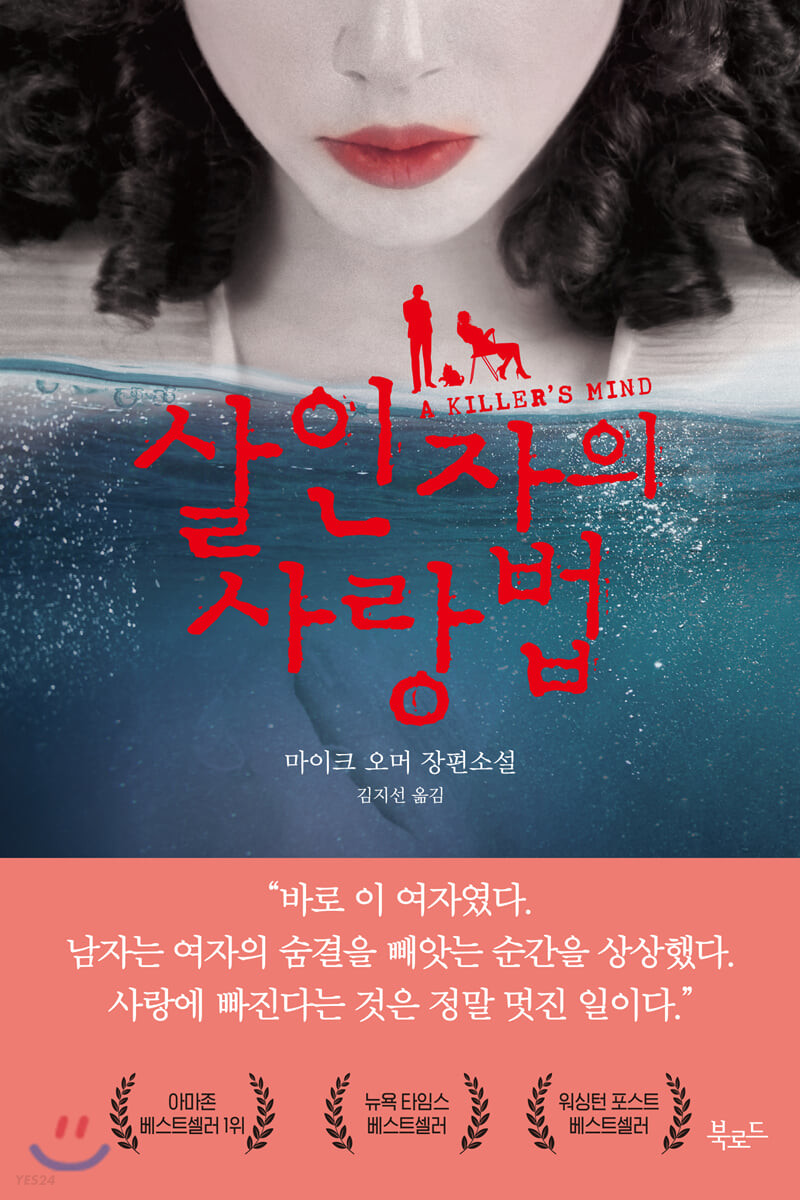 A KILLER'S MIND
살인자의
사랑법
마이크 오머 장편소설
김지선 옮김
“바로 이 여자였다.
남자는 여자의 숨결을 빼앗는 순간을 상상했다.
사랑에 빠진다는 것은 정말 멋진 일이다.”
아마존
베스트셀러 1위
뉴욕 타임스
베스트셀러
워싱턴 포스트
베스트셀러
북로드
YES24